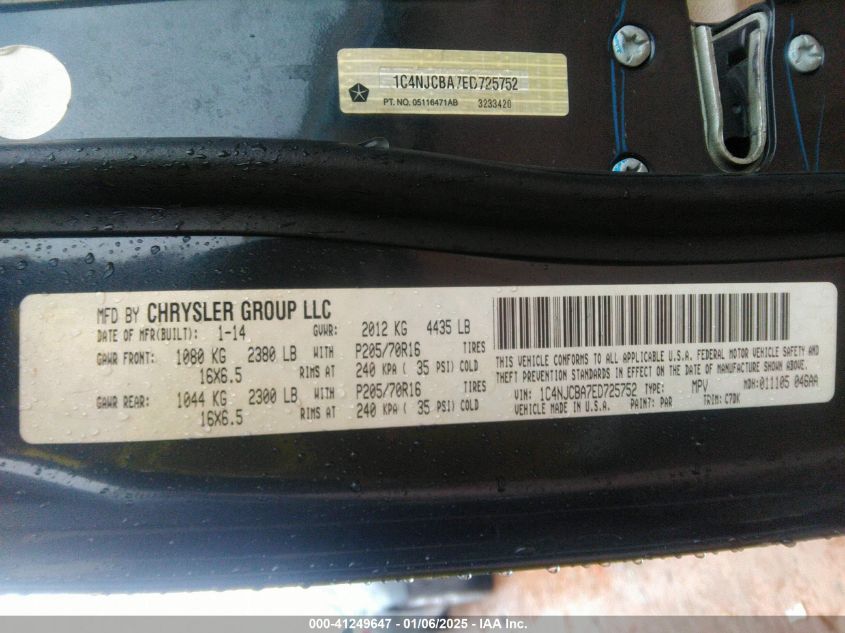 1C4NJCBA7ED725752
PT. NO. 05116471AB 3233420
MFD BY CHRYSLER GROUP LLC
DATE OF MFR(BUILT): 1-14 GVWR: 2012 KG 4435 LB
GAWR FRONT: 1080 KG 2380 LB WITH P205/70R16 TIRES
16X6.5 RIMS AT 240 KPA ( 35 PSI) COLD
GAWR REAR: 1044 KG 2300 LB WITH P205/70R16 TIRES
16X6.5 RIMS AT 240 KPA ( 35 PSI) COLD
THIS VEHICLE CONFORMS TO ALL APPLICABLE U.S.A. FEDERAL MOTOR VEHICLE SAFETY AND
THEFT PREVENTION STANDARDS IN EFFECT ON THE DATE OF MANUFACTURE SHOWN ABOVE.
VIN: 1C4NJCBA7ED725752 TYPE: MPV MDH: 011105 046AA
VEHICLE MADE IN U.S.A. PAINT: PAR TRIM: C7DK
000-41249647 - 01/06/2025 - IAA Inc.